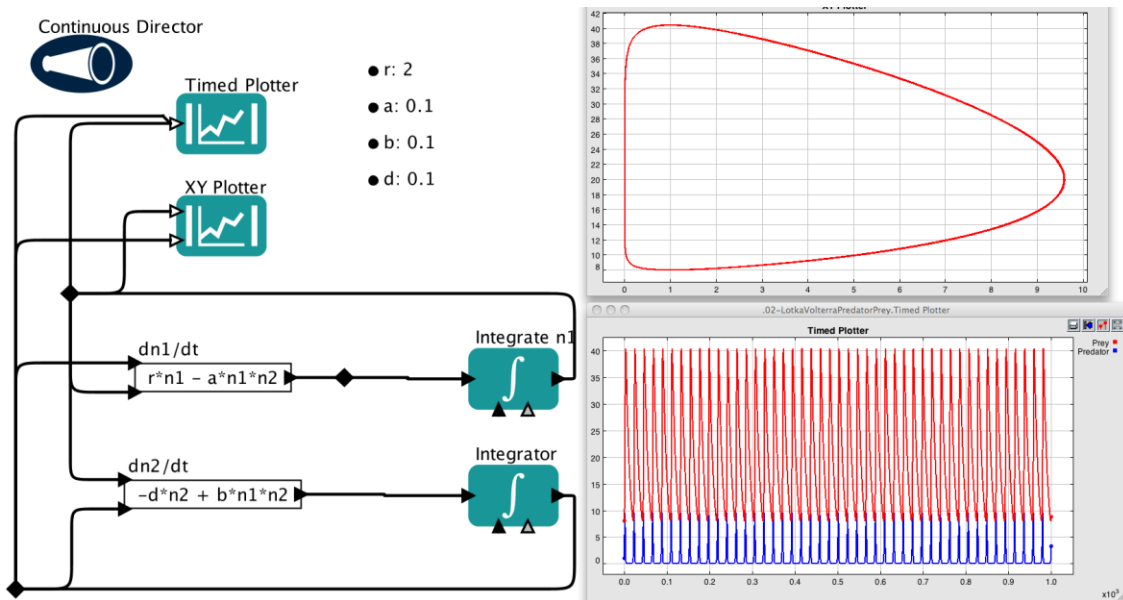 Continuous Director
Timed Plotter
XY Plotter
r: 2
a: 0.1
b: 0.1
d: 0.1
dn1/dt
r*n1 - a*n1*n2
Integrate n1
dn2/dt
-d*n2 + b*n1*n2
Integrator
∫
∫
XY Plotter
42
40
38
36
34
32
30
28
26
24
22
20
18
16
14
12
10
8
0 1 2 3 4 5 6 7 8 9 10
.02-LotkaVolterraPredatorPrey.Timed Plotter
Timed Plotter
Prey
Predator
40
35
30
25
20
15
10
5
0
0.0 0.1 0.2 0.3 0.4 0.5 0.6 0.7 0.8 0.9 1.0
x10³